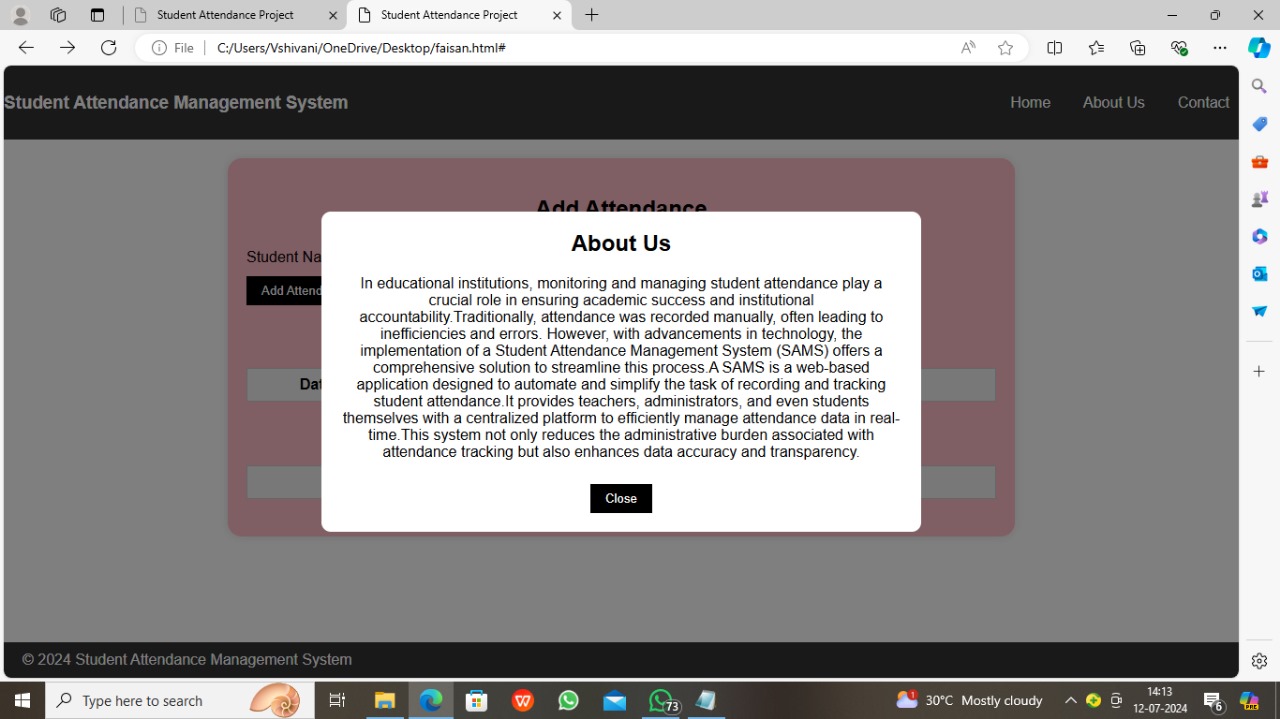 Student Attendance Project
Student Attendance Project
File
C:/Users/Vshivani/OneDrive/Desktop/faisan.html#
Student Attendance Management System
Home
About Us
Contact
Add Attendance
Student Na
Add Attend
Dat
About Us
In educational institutions, monitoring and managing student attendance play a
crucial role in ensuring academic success and institutional
accountability.Traditionally, attendance was recorded manually, often leading to
inefficiencies and errors. However, with advancements in technology, the
implementation of a Student Attendance Management System (SAMS) offers a
comprehensive solution to streamline this process.A SAMS is a web-based
application designed to automate and simplify the task of recording and tracking
student attendance.It provides teachers, administrators, and even students
themselves with a centralized platform to efficiently manage attendance data in real-
time.This system not only reduces the administrative burden associated with
attendance tracking but also enhances data accuracy and transparency.
Close
© 2024 Student Attendance Management System
Type here to search
73
1
30°C Mostly cloudy
14:13
12-07-2024
6
PRE